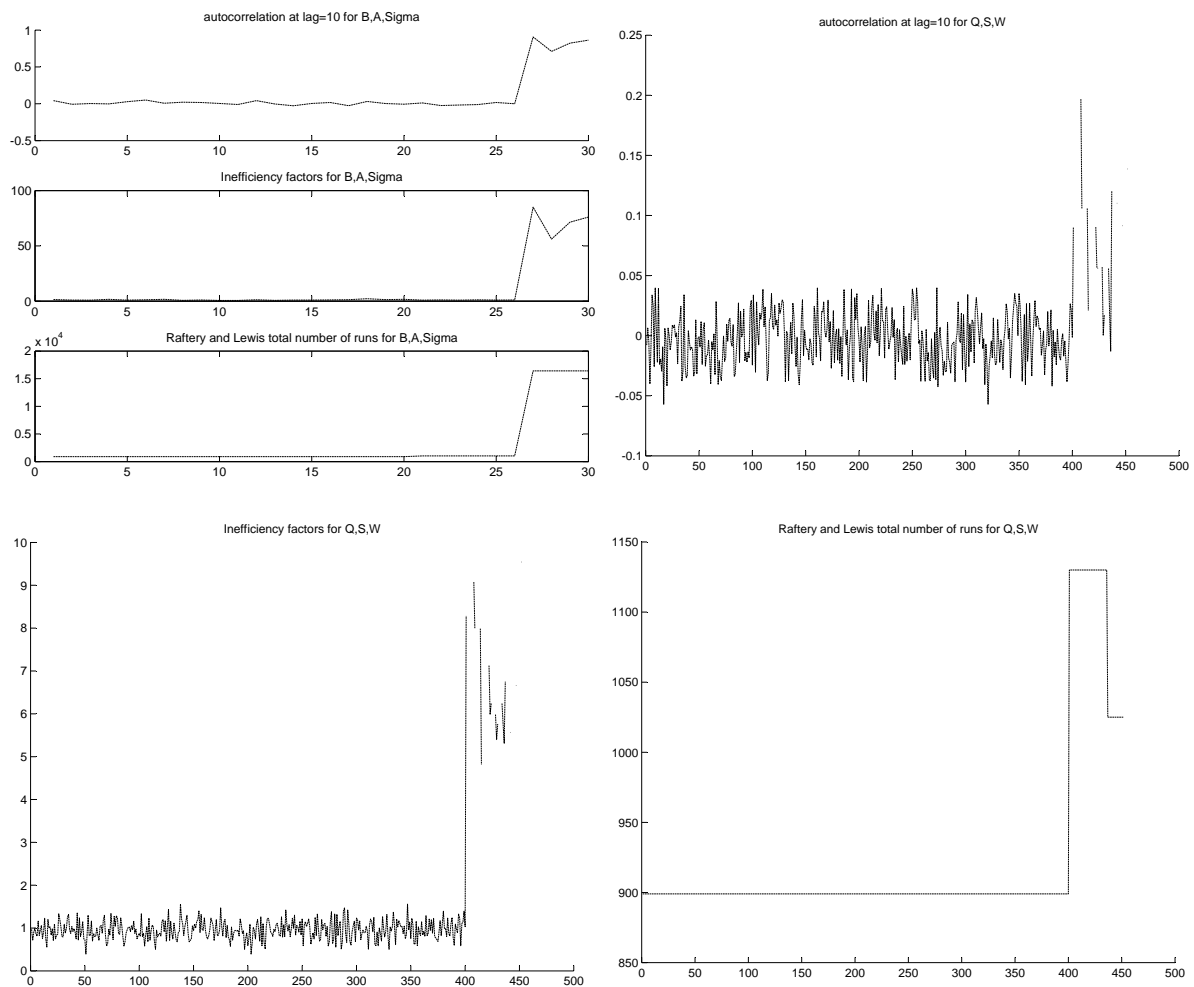 autocorrelation at lag=10 for B,A,Sigma
1
0.5
0
-0.5
0 5 10 15 20 25 30
Inefficiency factors for B,A,Sigma
100
50
0
0 5 10 15 20 25 30
Raftery and Lewis total number of runs for B,A,Sigma
x 10^4
2
1.5
1
0.5
0
0 5 10 15 20 25 30
autocorrelation at lag=10 for Q,S,W
0.25
0.2
0.15
0.1
0.05
0
-0.05
-0.1
0 50 100 150 200 250 300 350 400 450 500
Inefficiency factors for Q,S,W
10
9
8
7
6
5
4
3
2
1
0
0 50 100 150 200 250 300 350 400 450 500
Raftery and Lewis total number of runs for Q,S,W
1150
1100
1050
1000
950
900
850
0 50 100 150 200 250 300 350 400 450 500